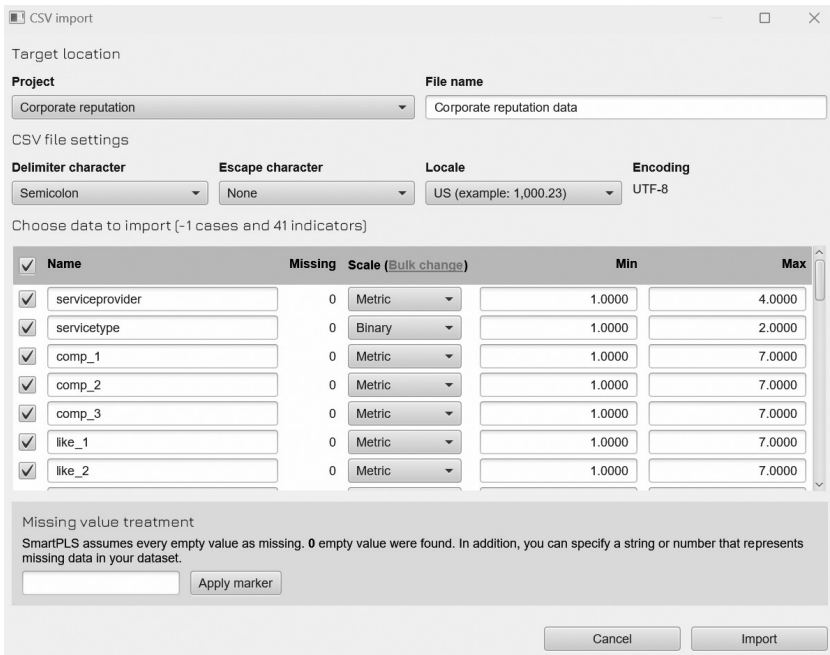 CSV import
Target location
Project File name
Corporate reputation Corporate reputation data
CSV file settings
Delimiter character Escape character Locale Encoding
Semicolon None US (example: 1,000.23) UTF-8
Choose data to import (-1 cases and 41 indicators)
Name Missing Scale (Bulk change) Min Max
serviceprovider 0 Metric 1.0000 4.0000
servicetype 0 Binary 1.0000 2.0000
comp_1 0 Metric 1.0000 7.0000
comp_2 0 Metric 1.0000 7.0000
comp_3 0 Metric 1.0000 7.0000
like_1 0 Metric 1.0000 7.0000
like_2 0 Metric 1.0000 7.0000
Missing value treatment
SmartPLS assumes every empty value as missing. 0 empty value were found. In addition, you can specify a string or number that represents
missing data in your dataset.
Apply marker
Cancel Import